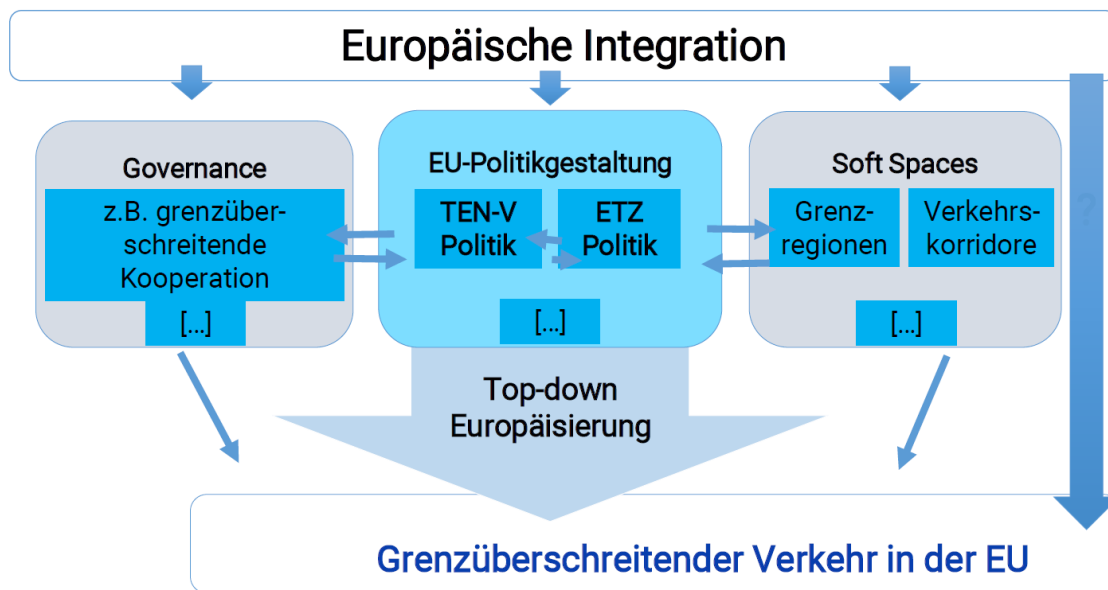 Europäische Integration
Governance
z.B. grenzüber-
schreitende
Kooperation
[...]
EU-Politikgestaltung
TEN-V
Politik
ETZ
Politik
[...]
Soft Spaces
Grenz-
regionen
Verkehrs-
korridore
[...]
?
Top-down
Europäisierung
Grenzüberschreitender Verkehr in der EU